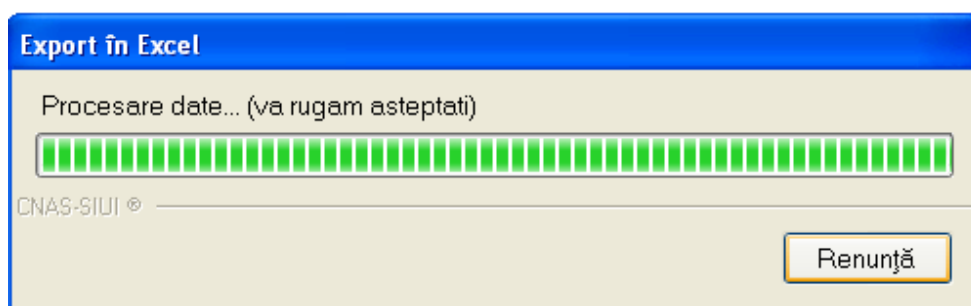 Export în Excel
Procesare date... (va rugam asteptati)
CNAS-SIUI ®
Renunţă